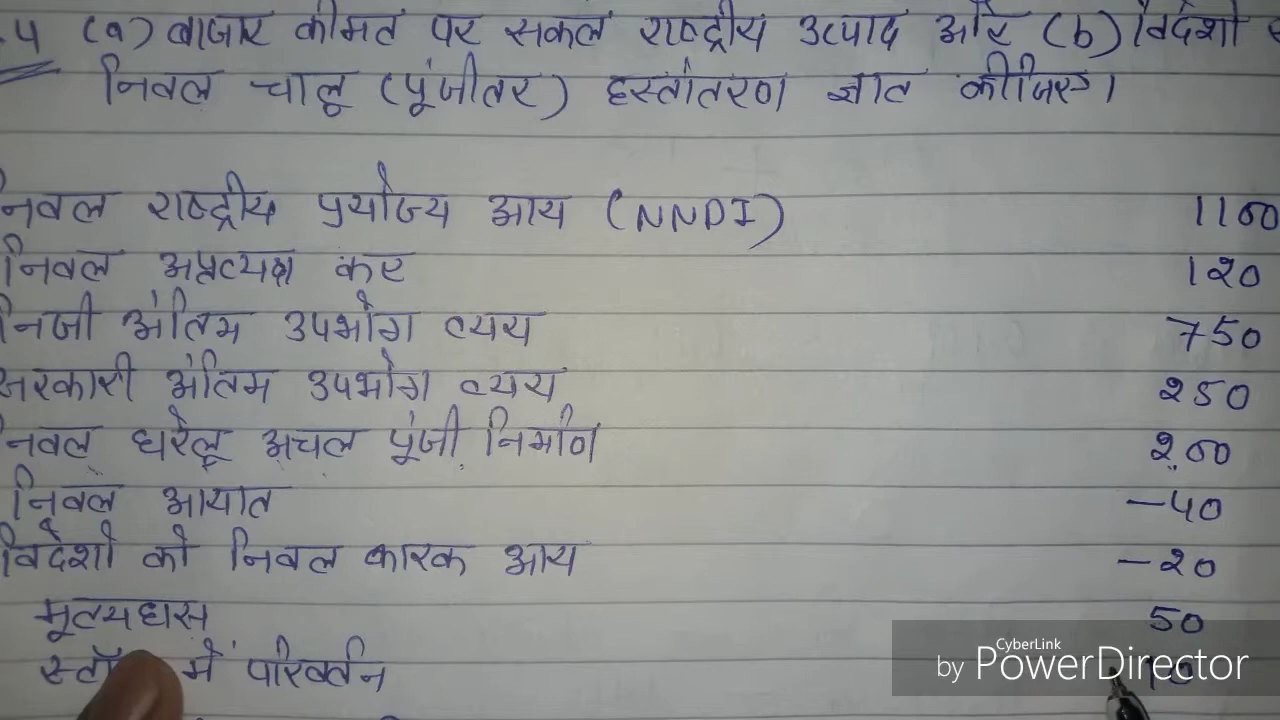 4 (a) बाजार कीमत पर सकल राष्ट्रीय उत्पाद और (b) विदेशों
निवल चालू (पूंजीतर) हस्तांतरण ज्ञात कीजिए।
निवल राष्ट्रीय प्रयोज्य आय (NNDI) 1100
निवल अप्रत्यक्ष कर 120
निजी अंतिम उपभोग व्यय 750
सरकारी अंतिम उपभोग व्यय 250
निवल घरेलू अचल पूंजी निर्माण 200
निवल आयात -40
विदेशो को निवल कारक आय -20
मूल्यघास 50
में परिवर्तन 10
CyberLink
by PowerDirector